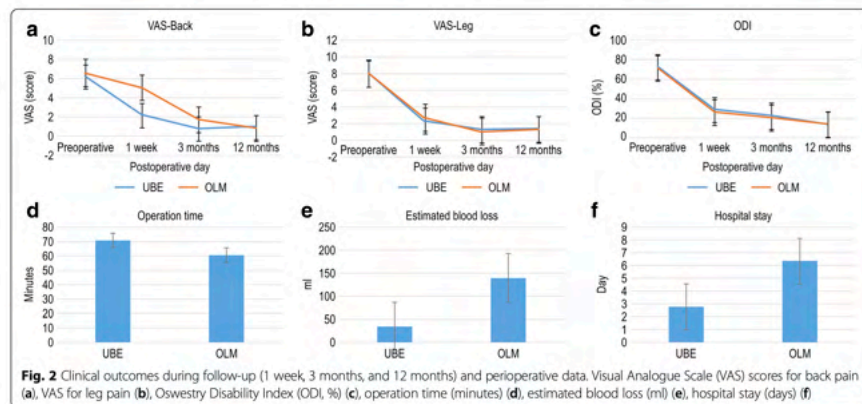 a
VAS-Back
VAS (score)
8
6
4
2
0
-2
Preoperative 1 week 3 months 12 months
Postoperative day
UBE OLM
b
VAS-Leg
VAS (score)
12
10
8
6
4
2
0
-2
Preoperative 1 week 3 months 12 months
Postoperative day
UBE OLM
c
ODI
ODI (%)
100
80
60
40
20
0
Preoperative 1 week 3 months 12 months
Postoperative day
UBE OLM
d
Operation time
Minutes
80
70
60
50
40
30
20
10
0
UBE OLM
e
Estimated blood loss
ml
250
200
150
100
50
0
UBE OLM
f
Hospital stay
Day
9
8
7
6
5
4
3
2
1
0
UBE OLM
Fig. 2 Clinical outcomes during follow-up (1 week, 3 months, and 12 months) and perioperative data. Visual Analogue Scale (VAS) scores for back pain
(a), VAS for leg pain (b), Oswestry Disability Index (ODI, %) (c), operation time (minutes) (d), estimated blood loss (ml) (e), hospital stay (days) (f)